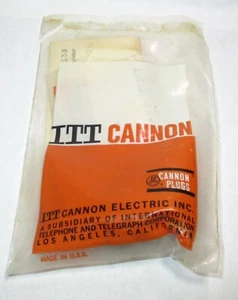 ITT CANNON
CANNON
PLUGS
ITT CANNON ELECTRIC INC.
A SUBSIDIARY OF INTERNATIONAL
TELEPHONE AND TELEGRAPH CORPORATION
LOS ANGELES, CALIFORNIA
MADE IN U.S.A.